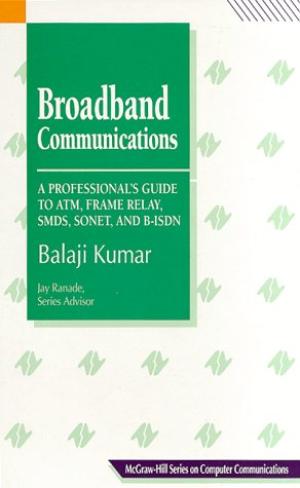 Broadband
Communications
A PROFESSIONAL'S GUIDE
TO ATM, FRAME RELAY,
SMDS, SONET, AND B-ISDN
Balaji Kumar
Jay Ranade,
Series Advisor
McGraw-Hill Series on Computer Communications